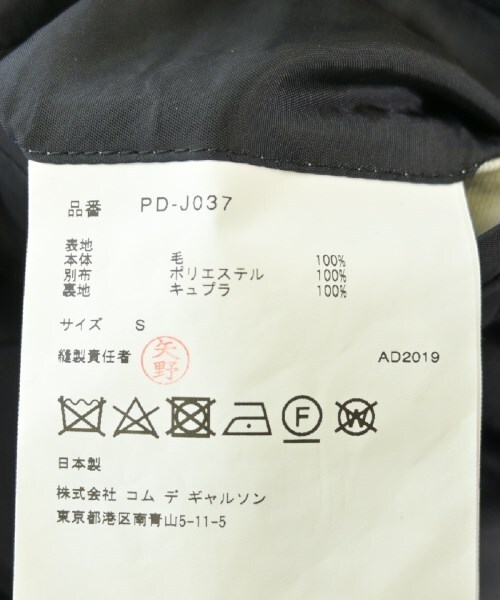 品番 PD-J037
表地
本体 毛 100%
別布 ポリエステル 100%
裏地 キュプラ 100%
サイズ S
縫製責任者 矢野 AD2019
F W
日本製
株式会社 コム デ ギャルソン
東京都港区南青山5-11-5